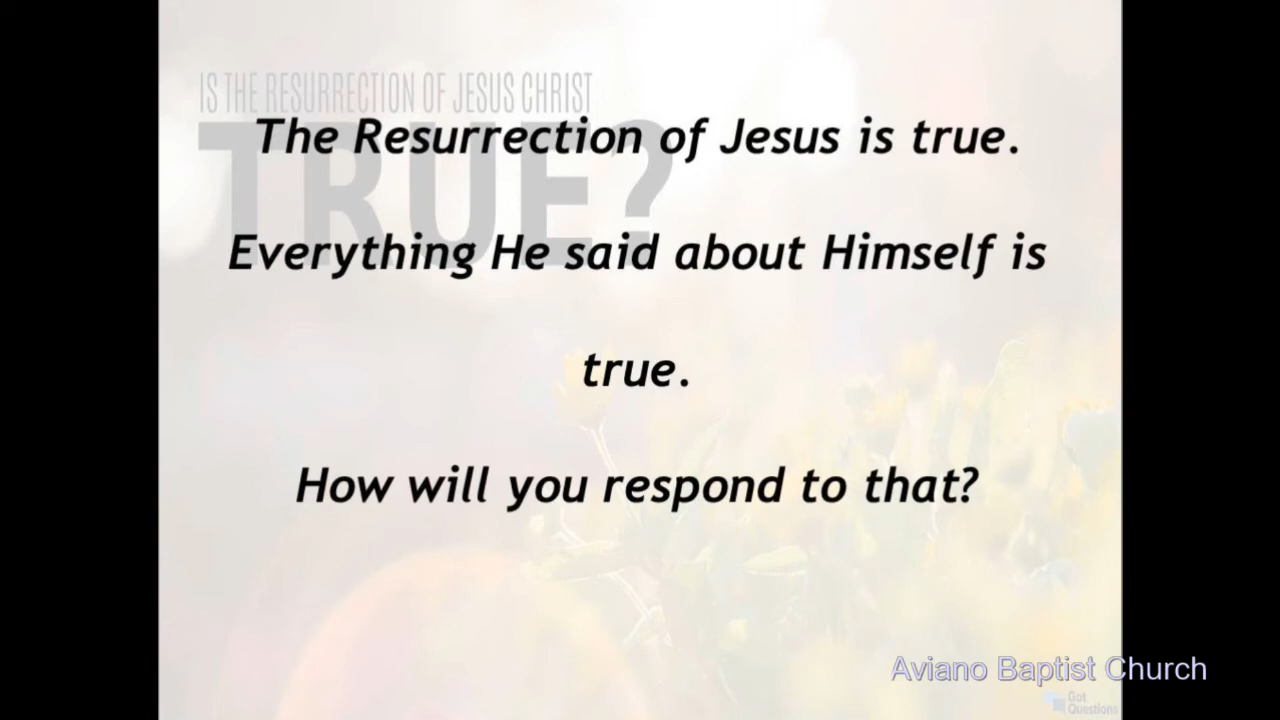 IS THE RESURRECTION OF JESUS CHRIST
TRUE?
The Resurrection of Jesus is true.
Everything He said about Himself is
true.
How will you respond to that?
Aviano Baptist Church
Got
Questions